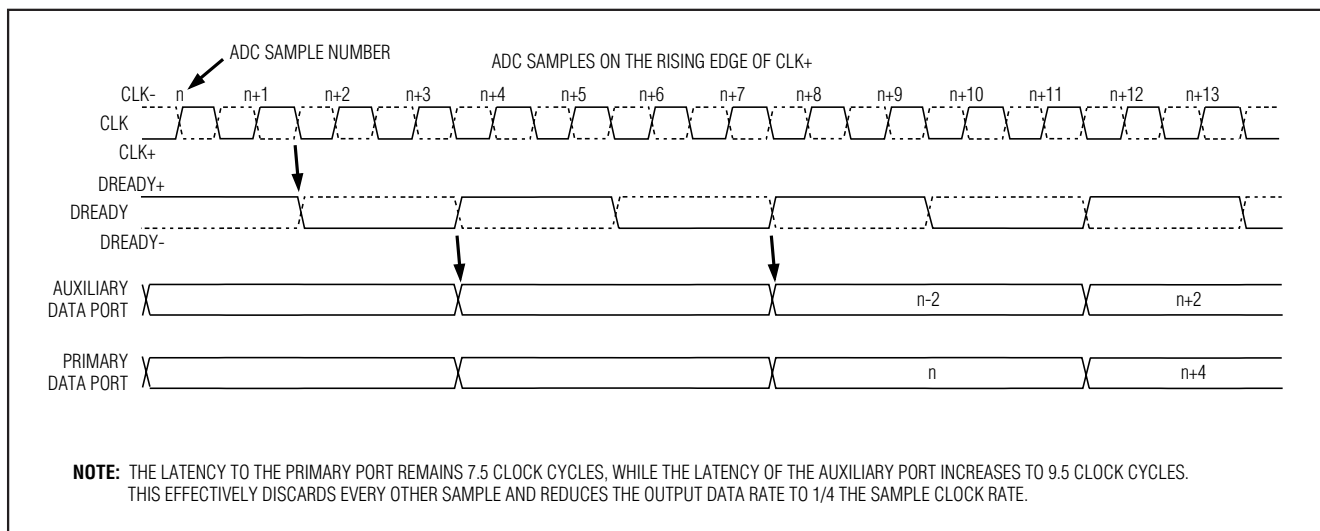 ADC SAMPLE NUMBER
ADC SAMPLES ON THE RISING EDGE OF CLK+
CLK-
n n+1 n+2 n+3 n+4 n+5 n+6 n+7 n+8 n+9 n+10 n+11 n+12 n+13
CLK
CLK+
DREADY+
DREADY
DREADY-
AUXILIARY
DATA PORT
n-2 n+2
PRIMARY
DATA PORT
n n+4
NOTE: THE LATENCY TO THE PRIMARY PORT REMAINS 7.5 CLOCK CYCLES, WHILE THE LATENCY OF THE AUXILIARY PORT INCREASES TO 9.5 CLOCK CYCLES.
THIS EFFECTIVELY DISCARDS EVERY OTHER SAMPLE AND REDUCES THE OUTPUT DATA RATE TO 1/4 THE SAMPLE CLOCK RATE.